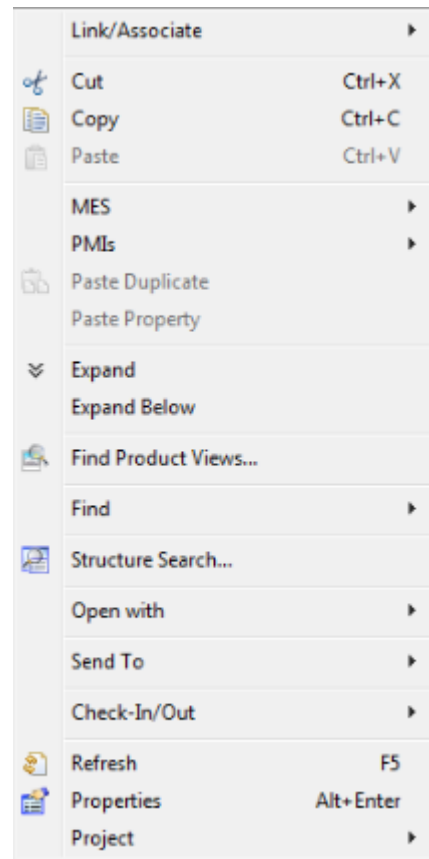 Link/Associate
Cut Ctrl+X
Copy Ctrl+C
Paste Ctrl+V
MES
PMIs
Paste Duplicate
Paste Property
Expand
Expand Below
Find Product Views...
Find
Structure Search...
Open with
Send To
Check-In/Out
Refresh F5
Properties Alt+Enter
Project